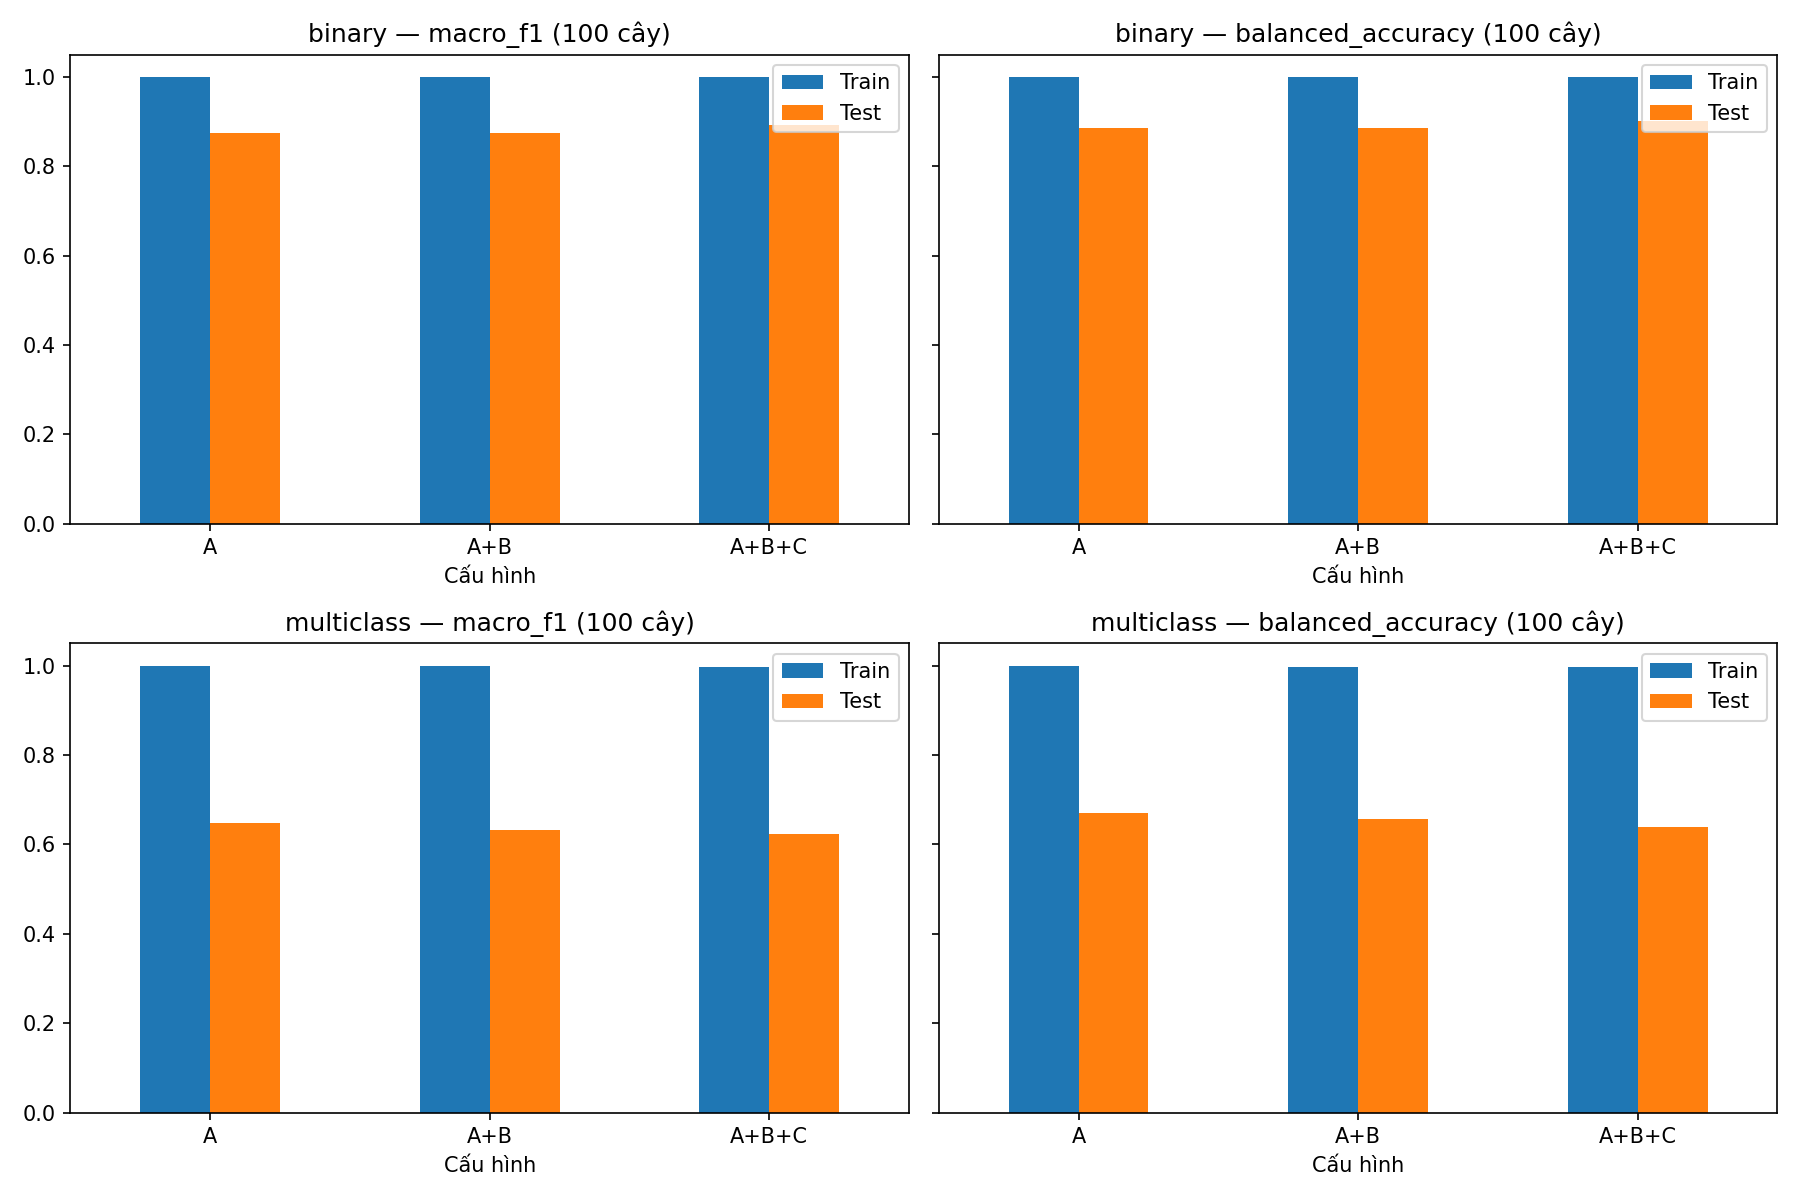 binary — macro_f1 (100 cây)
1.0
0.8
0.6
0.4
0.2
0.0
Train
Test
A
A+B
A+B+C
Cấu hình
binary — balanced_accuracy (100 cây)
Train
Test
A
A+B
A+B+C
Cấu hình
multiclass — macro_f1 (100 cây)
1.0
0.8
0.6
0.4
0.2
0.0
Train
Test
A
A+B
A+B+C
Cấu hình
multiclass — balanced_accuracy (100 cây)
Train
Test
A
A+B
A+B+C
Cấu hình